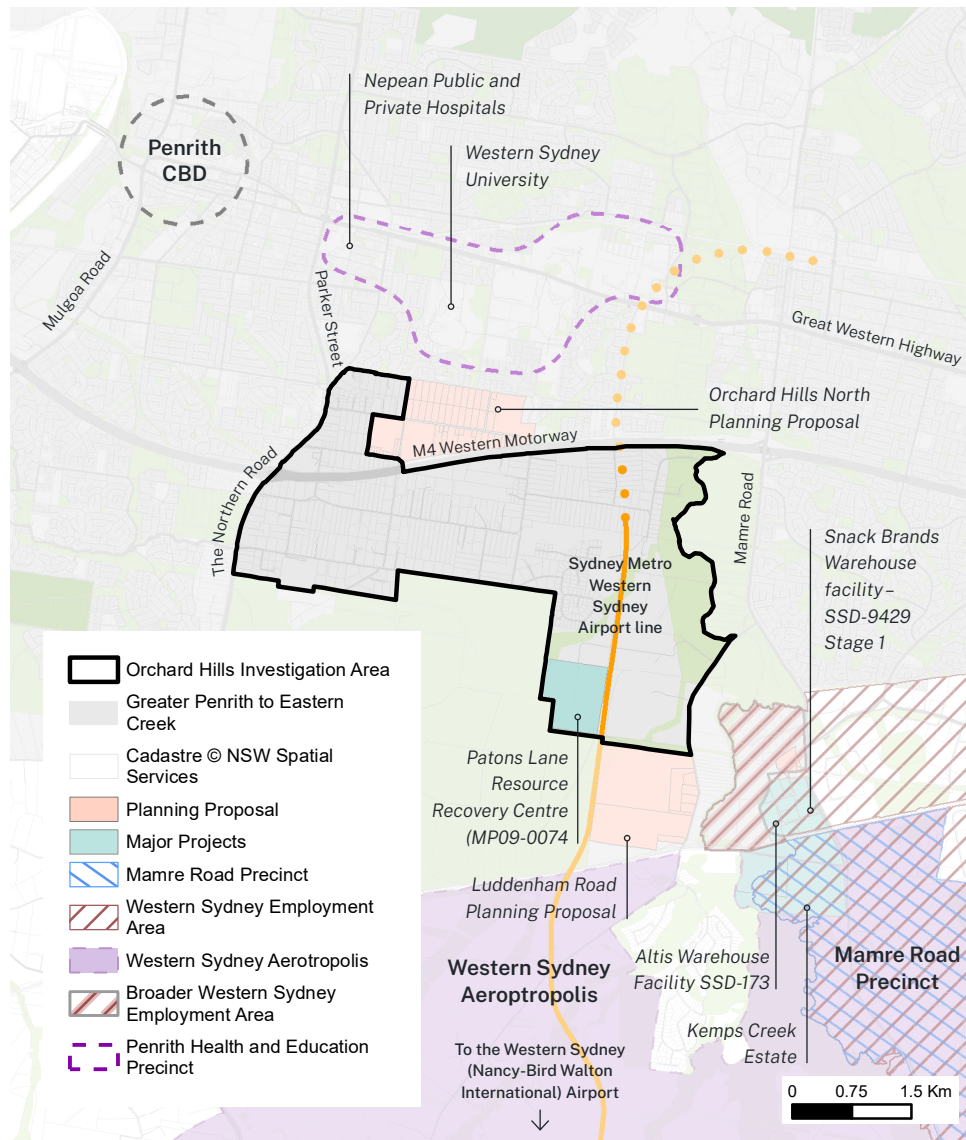 Nepean Public and
Private Hospitals
Penrith
CBD
Western Sydney
University
Mulgoa Road
Parker Street
Great Western Highway
Orchard Hills North
Planning Proposal
M4 Western Motorway
The Northern Road
Mamre Road
Snack Brands
Warehouse
facility –
SSD-9429
Stage 1
Sydney Metro
Western
Sydney
Airport line
Orchard Hills Investigation Area
Greater Penrith to Eastern
Creek
Cadastre © NSW Spatial
Services
Planning Proposal
Major Projects
Mamre Road Precinct
Western Sydney Employment
Area
Western Sydney Aerotropolis
Broader Western Sydney
Employment Area
Penrith Health and Education
Precinct
Patons Lane
Resource
Recovery Centre
(MP09-0074
Luddenham Road
Planning Proposal
Western Sydney
Aeroptropolis
Altis Warehouse
Facility SSD-173
Mamre Road
Precinct
Kemps Creek
Estate
To the Western Sydney
(Nancy-Bird Walton
International) Airport
0 0.75 1.5 Km